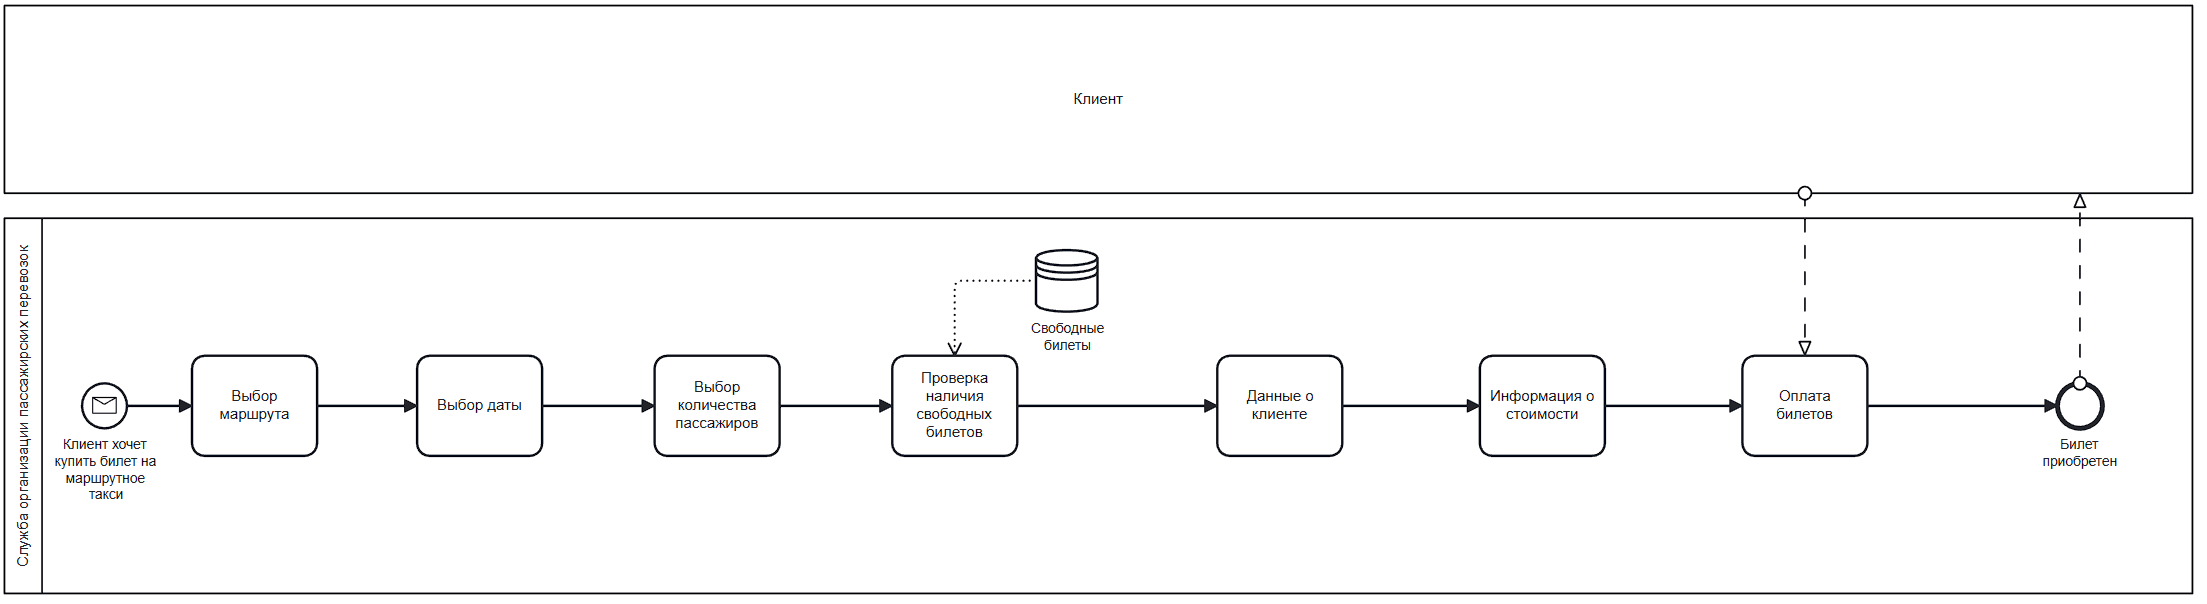 Клиент
Служба организации пассажирских перевозок
Клиент хочет
купить билет на
маршрутное
такси
Выбор
маршрута
Выбор даты
Выбор
количества
пассажиров
Проверка
наличия
свободных
билетов
Свободные
билеты
Данные о
клиенте
Информация о
стоимости
Оплата
билетов
Билет
приобретен